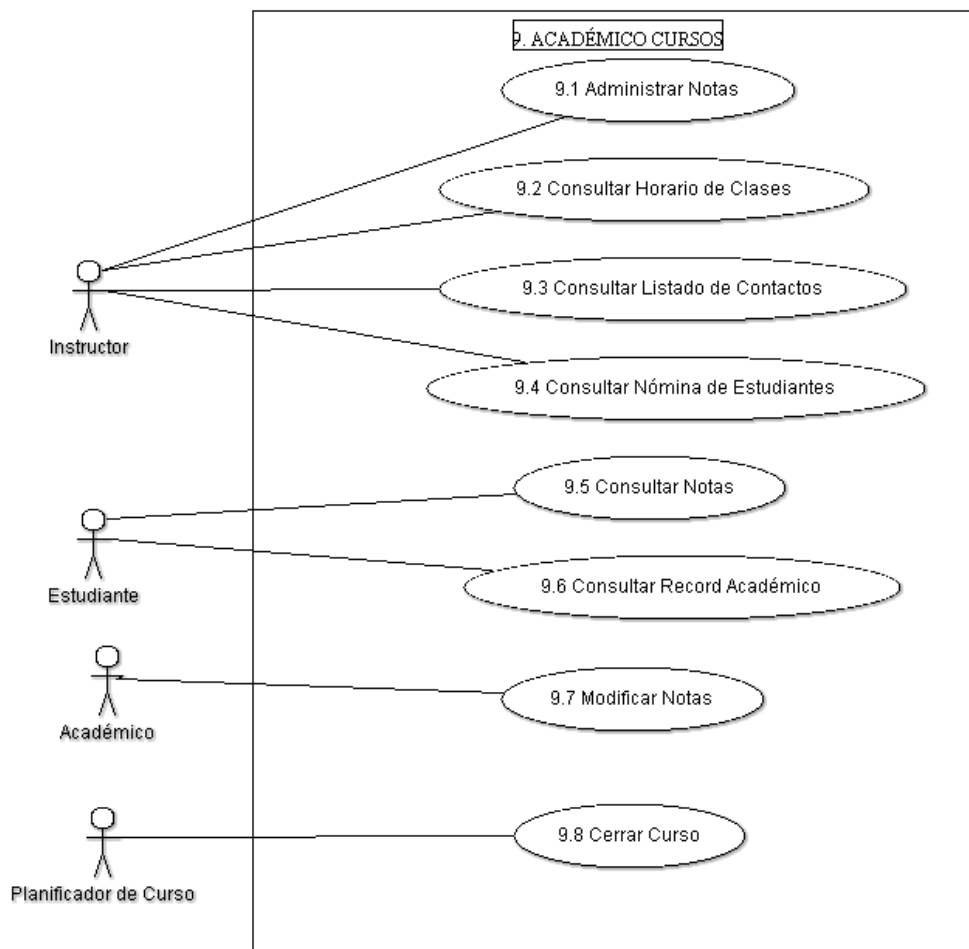 9. ACADÉMICO CURSOS
9.1 Administrar Notas
9.2 Consultar Horario de Clases
9.3 Consultar Listado de Contactos
Instructor
9.4 Consultar Nómina de Estudiantes
9.5 Consultar Notas
Estudiante
9.6 Consultar Record Académico
9.7 Modificar Notas
Académico
9.8 Cerrar Curso
Planificador de Curso